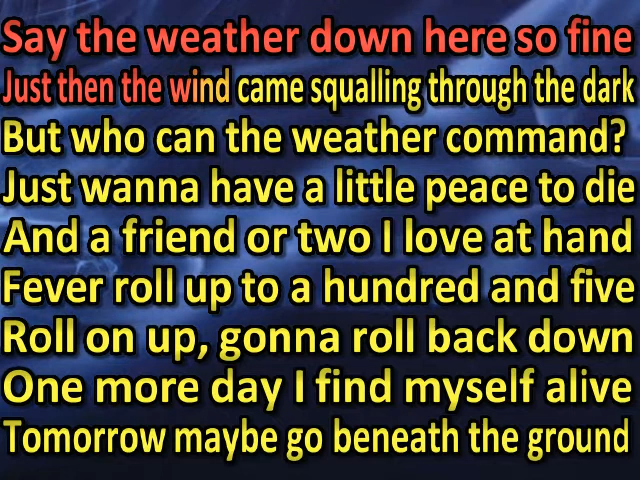 Say the weather down here so fine
Just then the wind came squalling through the dark
But who can the weather command?
Just wanna have a little peace to die
And a friend or two I love at hand
Fever roll up to a hundred and five
Roll on up, gonna roll back down
One more day I find myself alive
Tomorrow maybe go beneath the ground